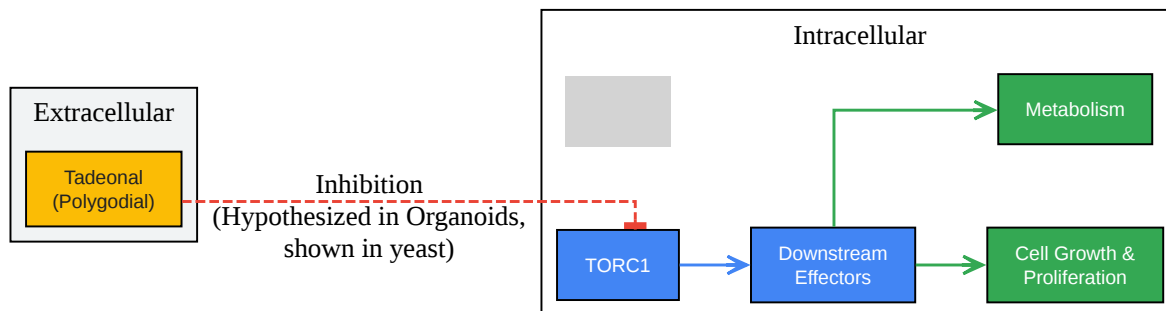 Extracellular
Tadeonal
(Polygodial)
Inhibition
(Hypothesized in Organoids,
shown in yeast)
Intracellular
TORC1
Downstream
Effectors
Metabolism
Cell Growth &
Proliferation